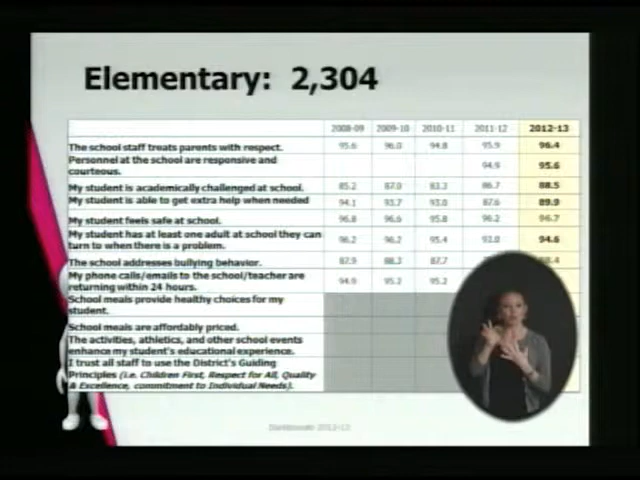 Elementary: 2,304
2008-09 2009-10 2010-11 2011-12 2012-13
The school staff treats parents with respect. 95.6 96.0 94.8 95.9 96.4
Personnel at the school are responsive and
courteous. 94.9 95.6
My student is academically challenged at school. 85.2 87.0 83.3 86.7 88.5
My student is able to get extra help when needed 94.1 93.7 93.0 87.6 89.9
My student feels safe at school. 96.8 96.6 95.8 96.2 96.7
My student has at least one adult at school they can
turn to when there is a problem. 96.2 96.2 95.4 93.0 94.6
The school addresses bullying behavior. 87.9 88.3 87.7
My phone calls/emails to the school/teacher are
returning within 24 hours. 94.9 95.2 95.2
School meals provide healthy choices for my
student.
School meals are affordably priced.
The activities, athletics, and other school events
enhance my student's educational experience.
I trust all staff to use the District's Guiding
Principles (i.e. Children First, Respect for All, Quality
& Excellence, commitment to Individual Needs).
2012-13